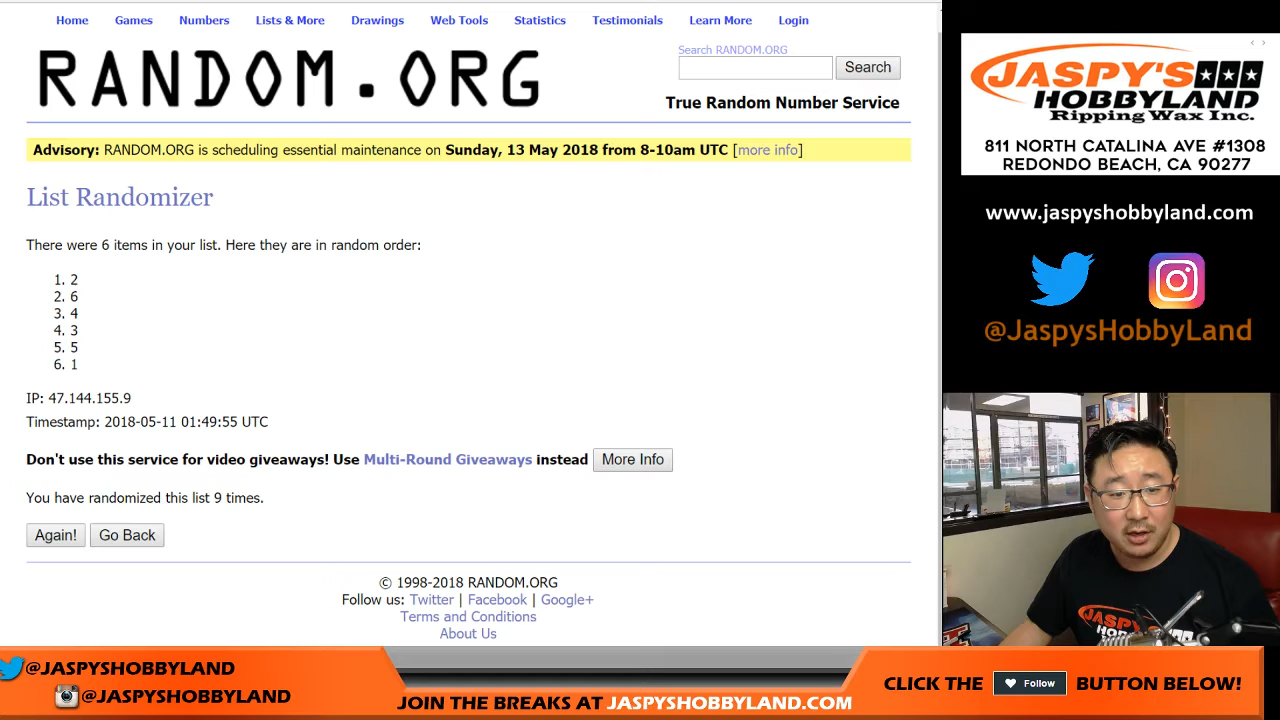 Home Games Numbers Lists & More Drawings Web Tools Statistics Testimonials Learn More Login
RANDOM.ORG
Search RANDOM.ORG
Search
True Random Number Service
Advisory: RANDOM.ORG is scheduling essential maintenance on Sunday, 13 May 2018 from 8-10am UTC [more info]
List Randomizer
There were 6 items in your list. Here they are in random order:
1. 2
2. 6
3. 4
4. 3
5. 5
6. 1
IP: 47.144.155.9
Timestamp: 2018-05-11 01:49:55 UTC
Don't use this service for video giveaways! Use Multi-Round Giveaways instead More Info
You have randomized this list 9 times.
Again! Go Back
© 1998-2018 RANDOM.ORG
Follow us: Twitter | Facebook | Google+
Terms and Conditions
About Us
JASPY'S
HOBBYLAND
Ripping Wax Inc.
811 NORTH CATALINA AVE #1308
REDONDO BEACH, CA 90277
www.jaspyshobbyland.com
@JaspysHobbyLand
JASPY'S
HOBBYLAND
@JASPYSHOBBYLAND
@JASPYSHOBBYLAND
JOIN THE BREAKS AT JASPYSHOBBYLAND.COM
CLICK THE Follow BUTTON BELOW!